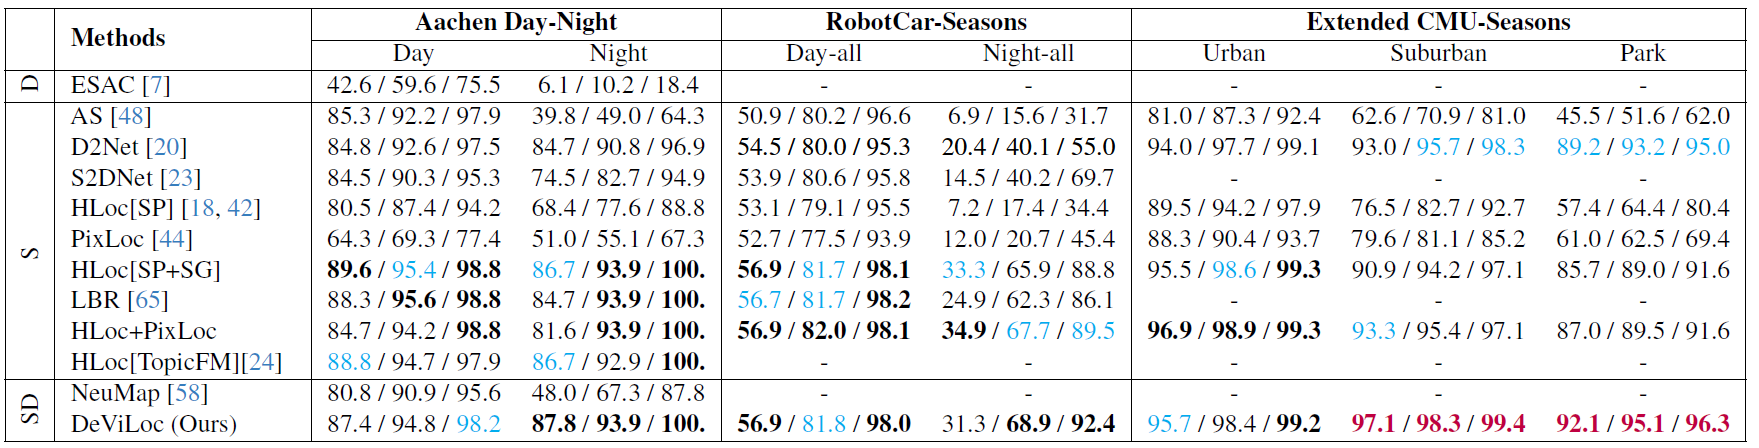 Methods Aachen Day-Night RobotCar-Seasons Extended CMU-Seasons
Day Night Day-all Night-all Urban Suburban Park
D ESAC [7] 42.6 / 59.6 / 75.5 6.1 / 10.2 / 18.4 - - - - -
S
AS [48] 85.3 / 92.2 / 97.9 39.8 / 49.0 / 64.3 50.9 / 80.2 / 96.6 6.9 / 15.6 / 31.7 81.0 / 87.3 / 92.4 62.6 / 70.9 / 81.0 45.5 / 51.6 / 62.0
D2Net [20] 84.8 / 92.6 / 97.5 84.7 / 90.8 / 96.9 54.5 / 80.0 / 95.3 20.4 / 40.1 / 55.0 94.0 / 97.7 / 99.1 93.0 / 95.7 / 98.3 89.2 / 93.2 / 95.0
S2DNet [23] 84.5 / 90.3 / 95.3 74.5 / 82.7 / 94.9 53.9 / 80.6 / 95.8 14.5 / 40.2 / 69.7 - - -
HLoc[SP] [18, 42] 80.5 / 87.4 / 94.2 68.4 / 77.6 / 88.8 53.1 / 79.1 / 95.5 7.2 / 17.4 / 34.4 89.5 / 94.2 / 97.9 76.5 / 82.7 / 92.7 57.4 / 64.4 / 80.4
PixLoc [44] 64.3 / 69.3 / 77.4 51.0 / 55.1 / 67.3 52.7 / 77.5 / 93.9 12.0 / 20.7 / 45.4 88.3 / 90.4 / 93.7 79.6 / 81.1 / 85.2 61.0 / 62.5 / 69.4
HLoc[SP+SG] 89.6 / 95.4 / 98.8 86.7 / 93.9 / 100. 56.9 / 81.7 / 98.1 33.3 / 65.9 / 88.8 95.5 / 98.6 / 99.3 90.9 / 94.2 / 97.1 85.7 / 89.0 / 91.6
LBR [65] 88.3 / 95.6 / 98.8 84.7 / 93.9 / 100. 56.7 / 81.7 / 98.2 24.9 / 62.3 / 86.1 - - -
HLoc+PixLoc 84.7 / 94.2 / 98.8 81.6 / 93.9 / 100. 56.9 / 82.0 / 98.1 34.9 / 67.7 / 89.5 96.9 / 98.9 / 99.3 93.3 / 95.4 / 97.1 87.0 / 89.5 / 91.6
HLoc[TopicFM][24] 88.8 / 94.7 / 97.9 86.7 / 92.9 / 100. - - - - -
SD
NeuMap [58] 80.8 / 90.9 / 95.6 48.0 / 67.3 / 87.8 - - - - -
DeViLoc (Ours) 87.4 / 94.8 / 98.2 87.8 / 93.9 / 100. 56.9 / 81.8 / 98.0 31.3 / 68.9 / 92.4 95.7 / 98.4 / 99.2 97.1 / 98.3 / 99.4 92.1 / 95.1 / 96.3